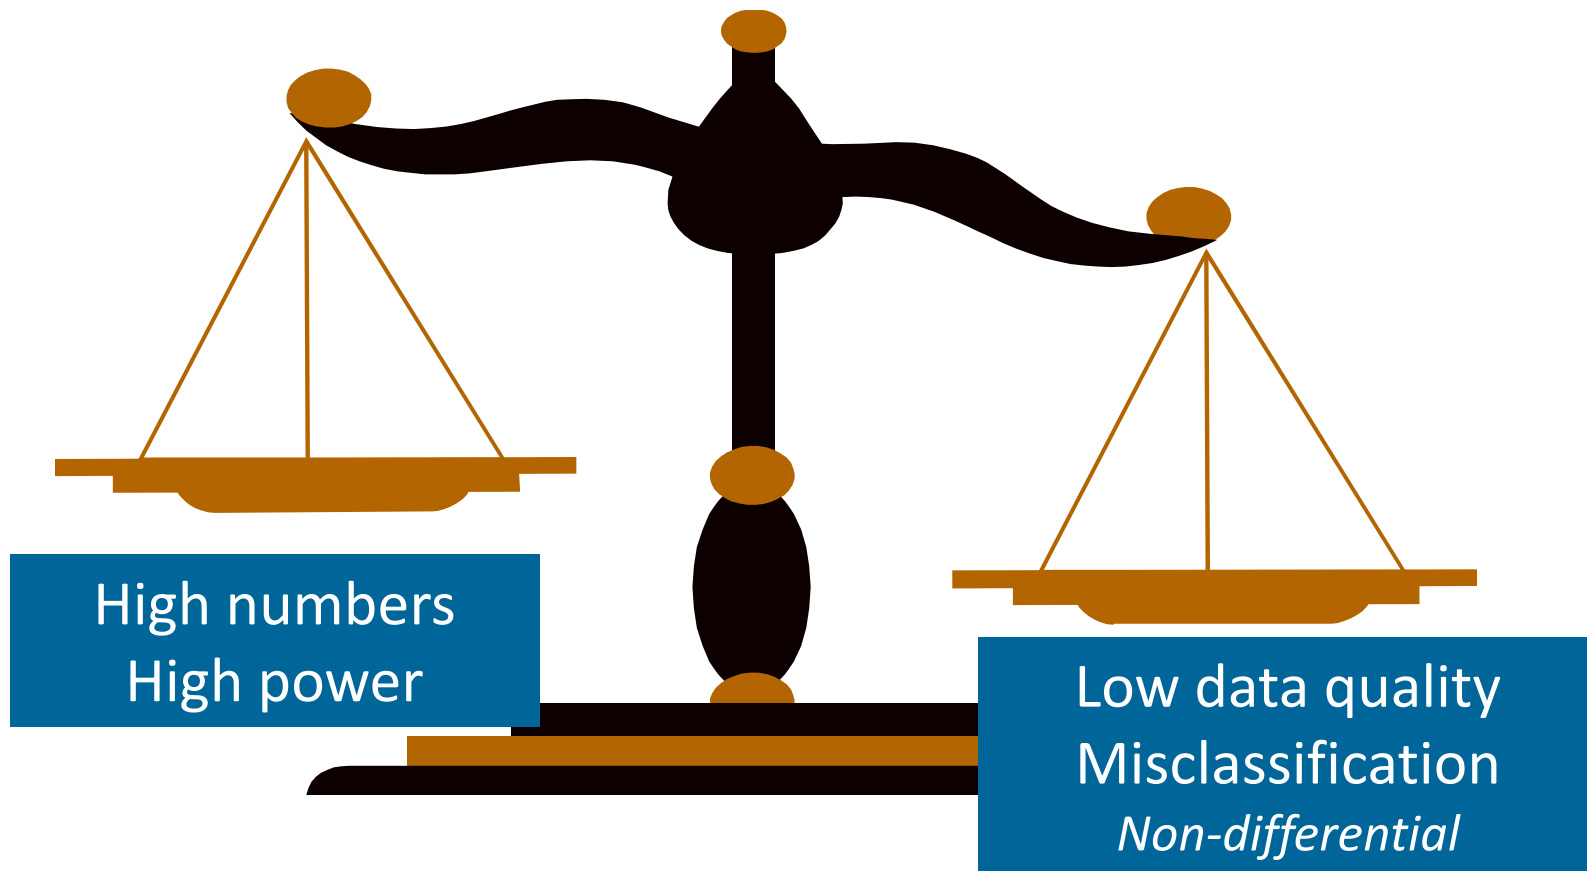 High numbers
High power
Low data quality
Misclassification
Non-differential